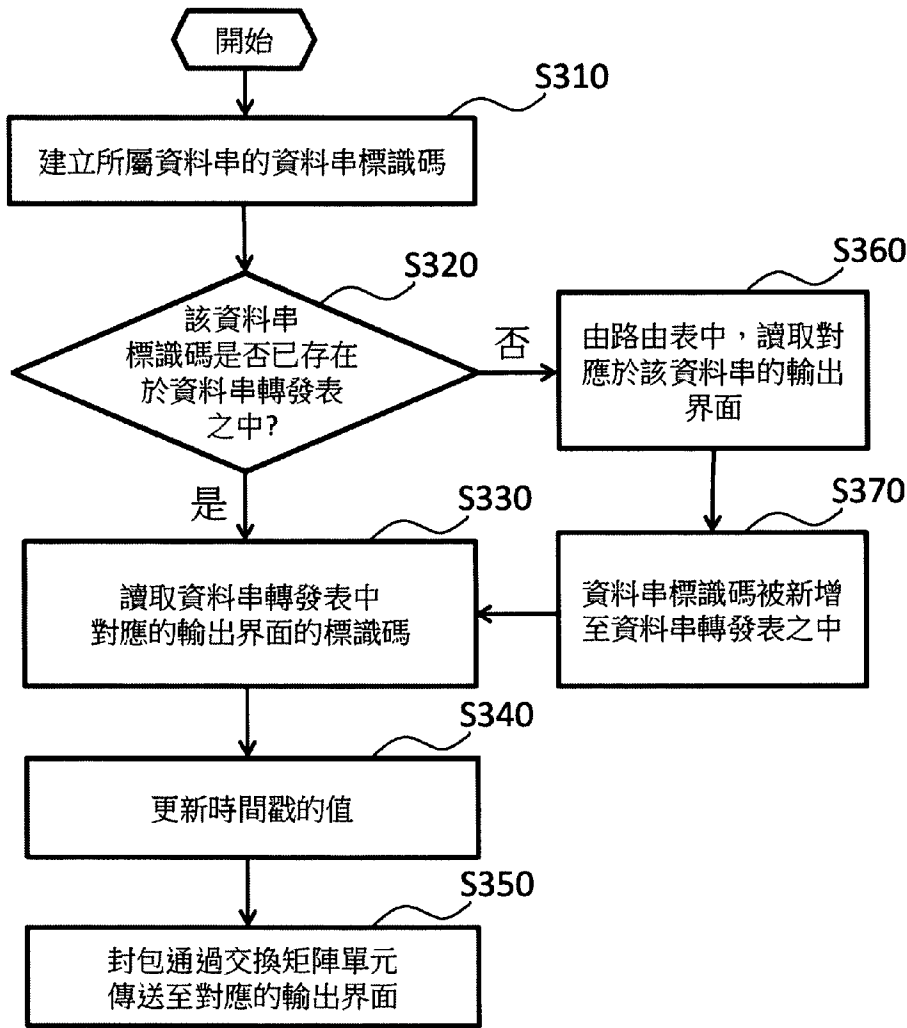 開始
S310
建立所屬資料串的資料串標識碼
S320
該資料串
標識碼是否已存在
於資料串轉發表
之中?
否
是
S360
由路由表中，讀取對
應於該資料串的輸出
界面
S370
資料串標識碼被新增
至資料串轉發表之中
S330
讀取資料串轉發表中
對應的輸出界面的標識碼
S340
更新時間戳的值
S350
封包通過交換矩陣單元
傳送至對應的輸出界面